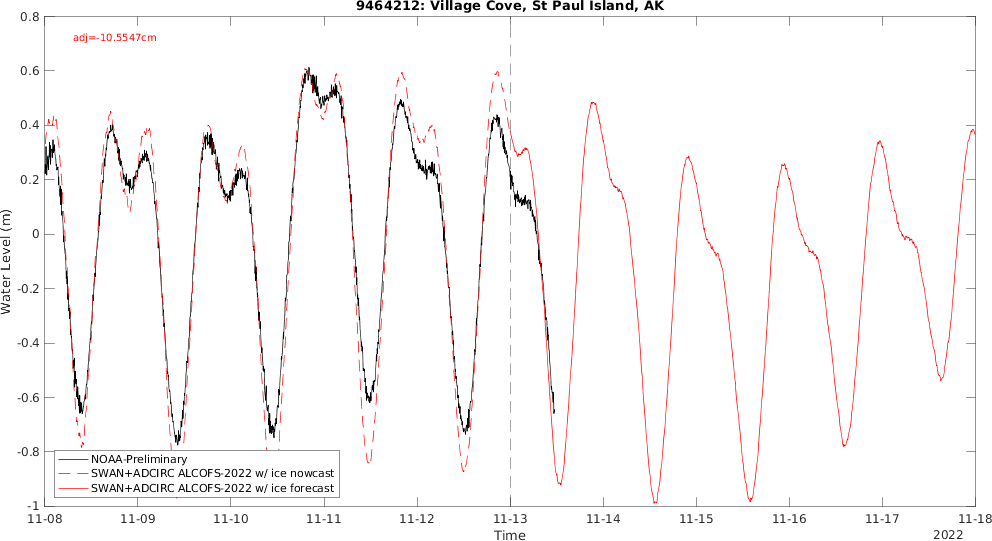 9464212: Village Cove, St Paul Island, AK
adj=-10.5547cm
0.8
0.6
0.4
0.2
0
-0.2
-0.4
-0.6
-0.8
-1
Water Level (m)
NOAA-Preliminary
SWAN+ADCIRC ALCOFS-2022 w/ ice nowcast
SWAN+ADCIRC ALCOFS-2022 w/ ice forecast
11-08 11-09 11-10 11-11 11-12 11-13 11-14 11-15 11-16 11-17 11-18
Time
2022